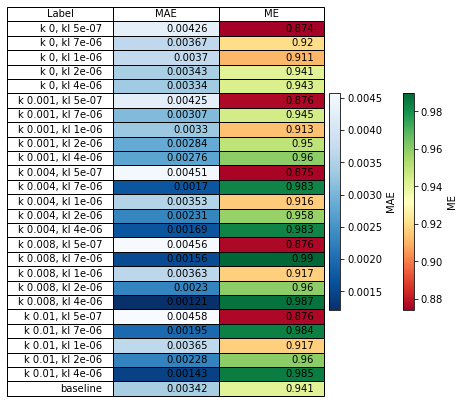 Label MAE ME
k 0, kl 5e-07 0.00426 0.874
k 0, kl 7e-06 0.00367 0.92
k 0, kl 1e-06 0.0037 0.911
k 0, kl 2e-06 0.00343 0.941
k 0, kl 4e-06 0.00334 0.943
k 0.001, kl 5e-07 0.00425 0.876
k 0.001, kl 7e-06 0.00307 0.945
k 0.001, kl 1e-06 0.0033 0.913
k 0.001, kl 2e-06 0.00284 0.95
k 0.001, kl 4e-06 0.00276 0.96
k 0.004, kl 5e-07 0.00451 0.875
k 0.004, kl 7e-06 0.0017 0.983
k 0.004, kl 1e-06 0.00353 0.916
k 0.004, kl 2e-06 0.00231 0.958
k 0.004, kl 4e-06 0.00169 0.983
k 0.008, kl 5e-07 0.00456 0.876
k 0.008, kl 7e-06 0.00156 0.99
k 0.008, kl 1e-06 0.00363 0.917
k 0.008, kl 2e-06 0.0023 0.96
k 0.008, kl 4e-06 0.00121 0.987
k 0.01, kl 5e-07 0.00458 0.876
k 0.01, kl 7e-06 0.00195 0.984
k 0.01, kl 1e-06 0.00365 0.917
k 0.01, kl 2e-06 0.00228 0.96
k 0.01, kl 4e-06 0.00143 0.985
baseline 0.00342 0.941
0.0045
0.0040
0.0035
0.0030
0.0025
0.0020
0.0015
MAE
0.98
0.96
0.94
0.92
0.90
0.88
ME